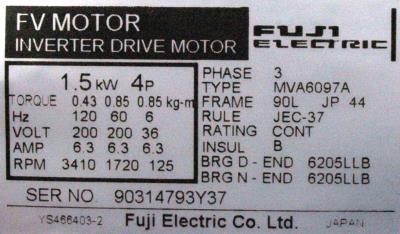 FV MOTOR
INVERTER DRIVE MOTOR
FUJI
ELECTRIC
1.5 kW 4P
TORQUE 0.43 0.85 0.85 kg-m
Hz 120 60 6
VOLT 200 200 36
AMP 6.3 6.3 6.3
RPM 3410 1720 125
PHASE 3
TYPE MVA6097A
FRAME 90L JP 44
RULE JEC-37
RATING CONT
INSUL B
BRG D - END 6205LLB
BRG N - END 6205LLB
SER NO. 90314793Y37
YS466403-2 Fuji Electric Co. Ltd. JAPAN